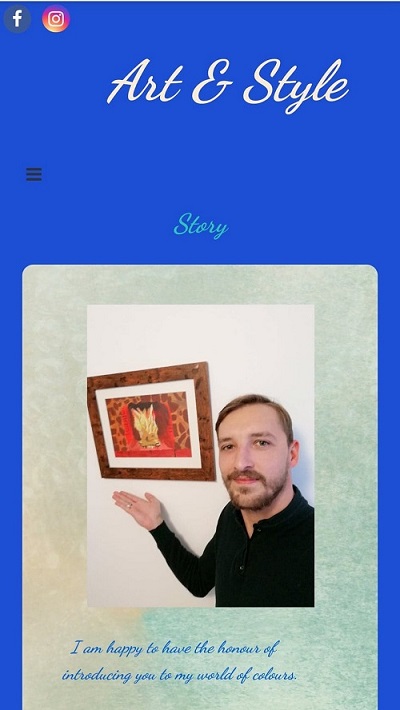 Art & Style
Story
I am happy to have the honour of
introducing you to my world of colours.